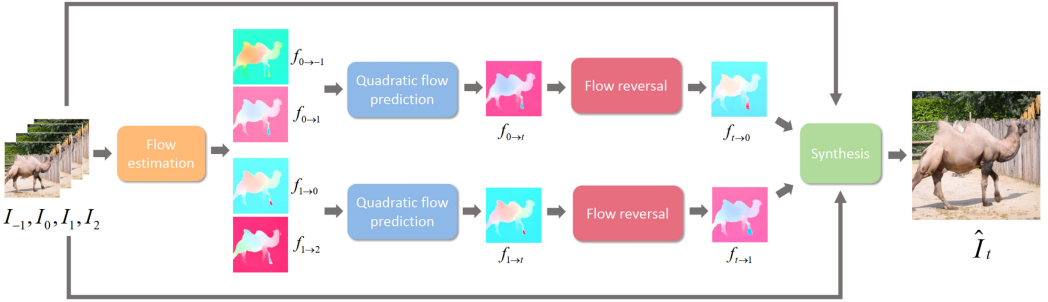 I_{-1}, I_0, I_1, I_2
Flow
estimation
f_{0→-1}
f_{0→1}
f_{1→0}
f_{1→2}
Quadratic flow
prediction
f_{0→t}
Flow reversal
f_{t→0}
Quadratic flow
prediction
f_{1→t}
Flow reversal
f_{t→1}
Synthesis
Î_t